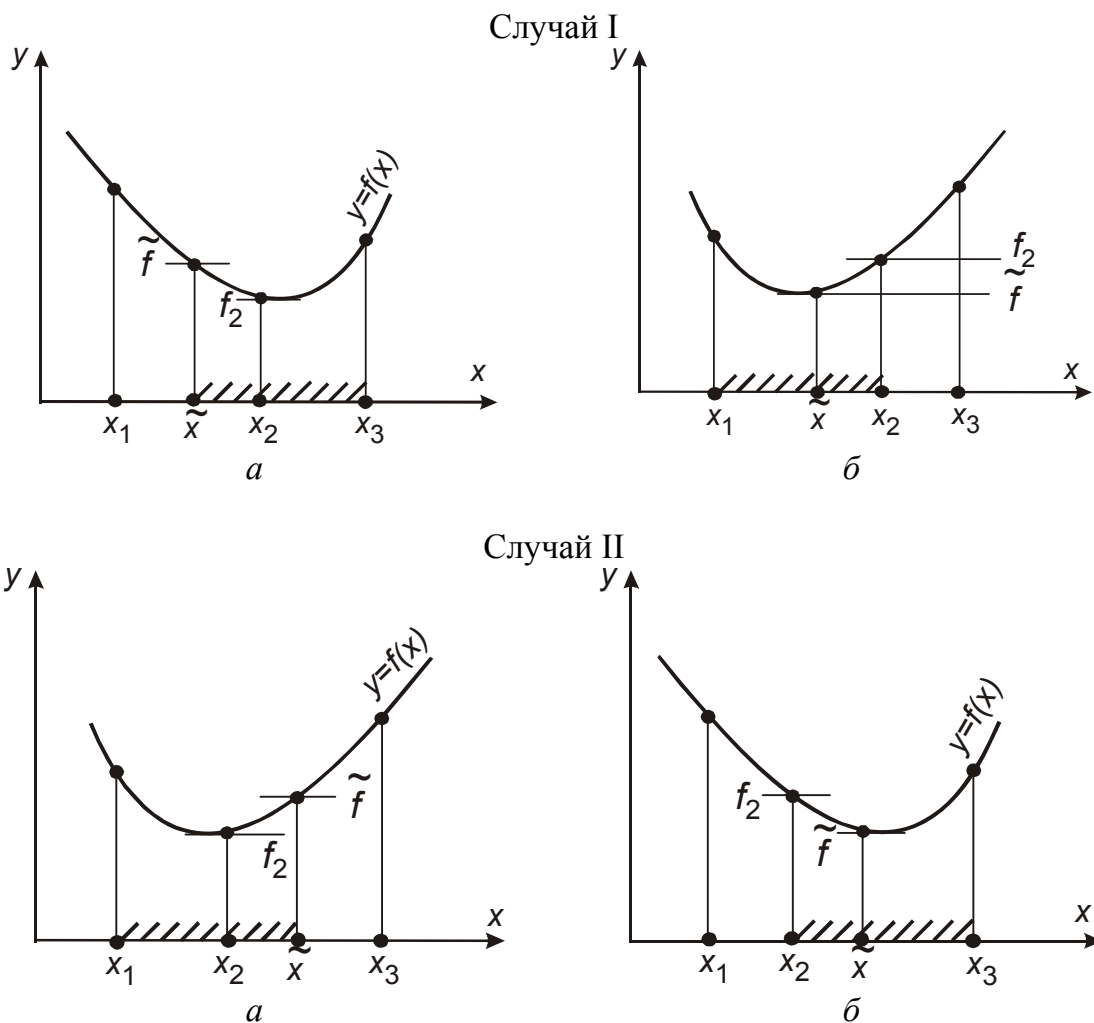 Случай I
y
y=f(x)
f̃
f₂
x
x₁ x̃ x₂ x₃
а
y
f₂
f̃
x
x₁ x̃ x₂ x₃
б
Случай II
y
y=f(x)
f̃
f₂
x
x₁ x₂ x̃ x₃
а
y
y=f(x)
f₂
f̃
x
x₁ x₂ x̃ x₃
б